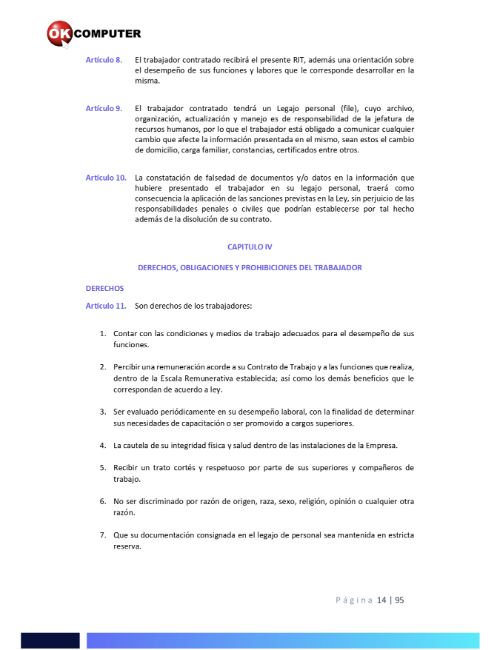 OK COMPUTER
Artículo 8. El trabajador contratado recibirá el presente RIT, además una orientación sobre
el desempeño de sus funciones y labores que le corresponde desarrollar en la
misma.
Artículo 9. El trabajador contratado tendrá un Legajo personal (file), cuyo archivo,
organización, actualización y manejo es de responsabilidad de la jefatura de
recursos humanos, por lo que el trabajador está obligado a comunicar cualquier
cambio que afecte la información presentada en el mismo, sean estos el cambio
de domicilio, carga familiar, constancias, certificados entre otros.
Artículo 10. La constatación de falsedad de documentos y/o datos en la información que
hubiere presentado el trabajador en su legajo personal, traerá como
consecuencia la aplicación de las sanciones previstas en la Ley, sin perjuicio de las
responsabilidades penales o civiles que podrían establecerse por tal hecho
además de la disolución de su contrato.
CAPITULO IV
DERECHOS, OBLIGACIONES Y PROHIBICIONES DEL TRABAJADOR
DERECHOS
Artículo 11. Son derechos de los trabajadores:
1. Contar con las condiciones y medios de trabajo adecuados para el desempeño de sus
funciones.
2. Percibir una remuneración acorde a su Contrato de Trabajo y a las funciones que realiza,
dentro de la Escala Remunerativa establecida; así como los demás beneficios que le
correspondan de acuerdo a ley.
3. Ser evaluado periódicamente en su desempeño laboral, con la finalidad de determinar
sus necesidades de capacitación o ser promovido a cargos superiores.
4. La cautela de su integridad física y salud dentro de las instalaciones de la Empresa.
5. Recibir un trato cortés y respetuoso por parte de sus superiores y compañeros de
trabajo.
6. No ser discriminado por razón de origen, raza, sexo, religión, opinión o cualquier otra
razón.
7. Que su documentación consignada en el legajo de personal sea mantenida en estricta
reserva.
Página 14 | 95